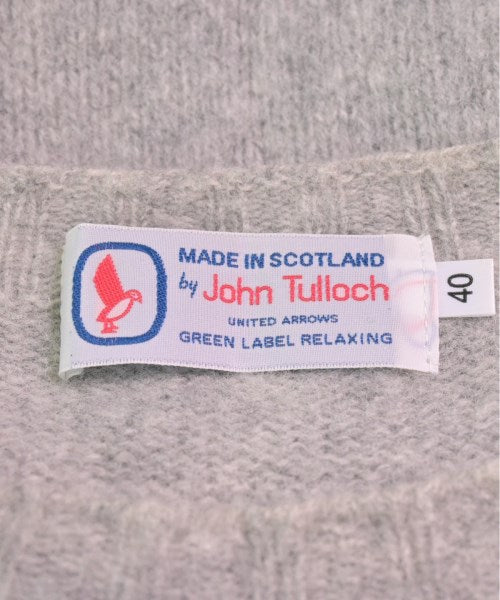 MADE IN SCOTLAND
by John Tulloch
UNITED ARROWS
GREEN LABEL RELAXING
40